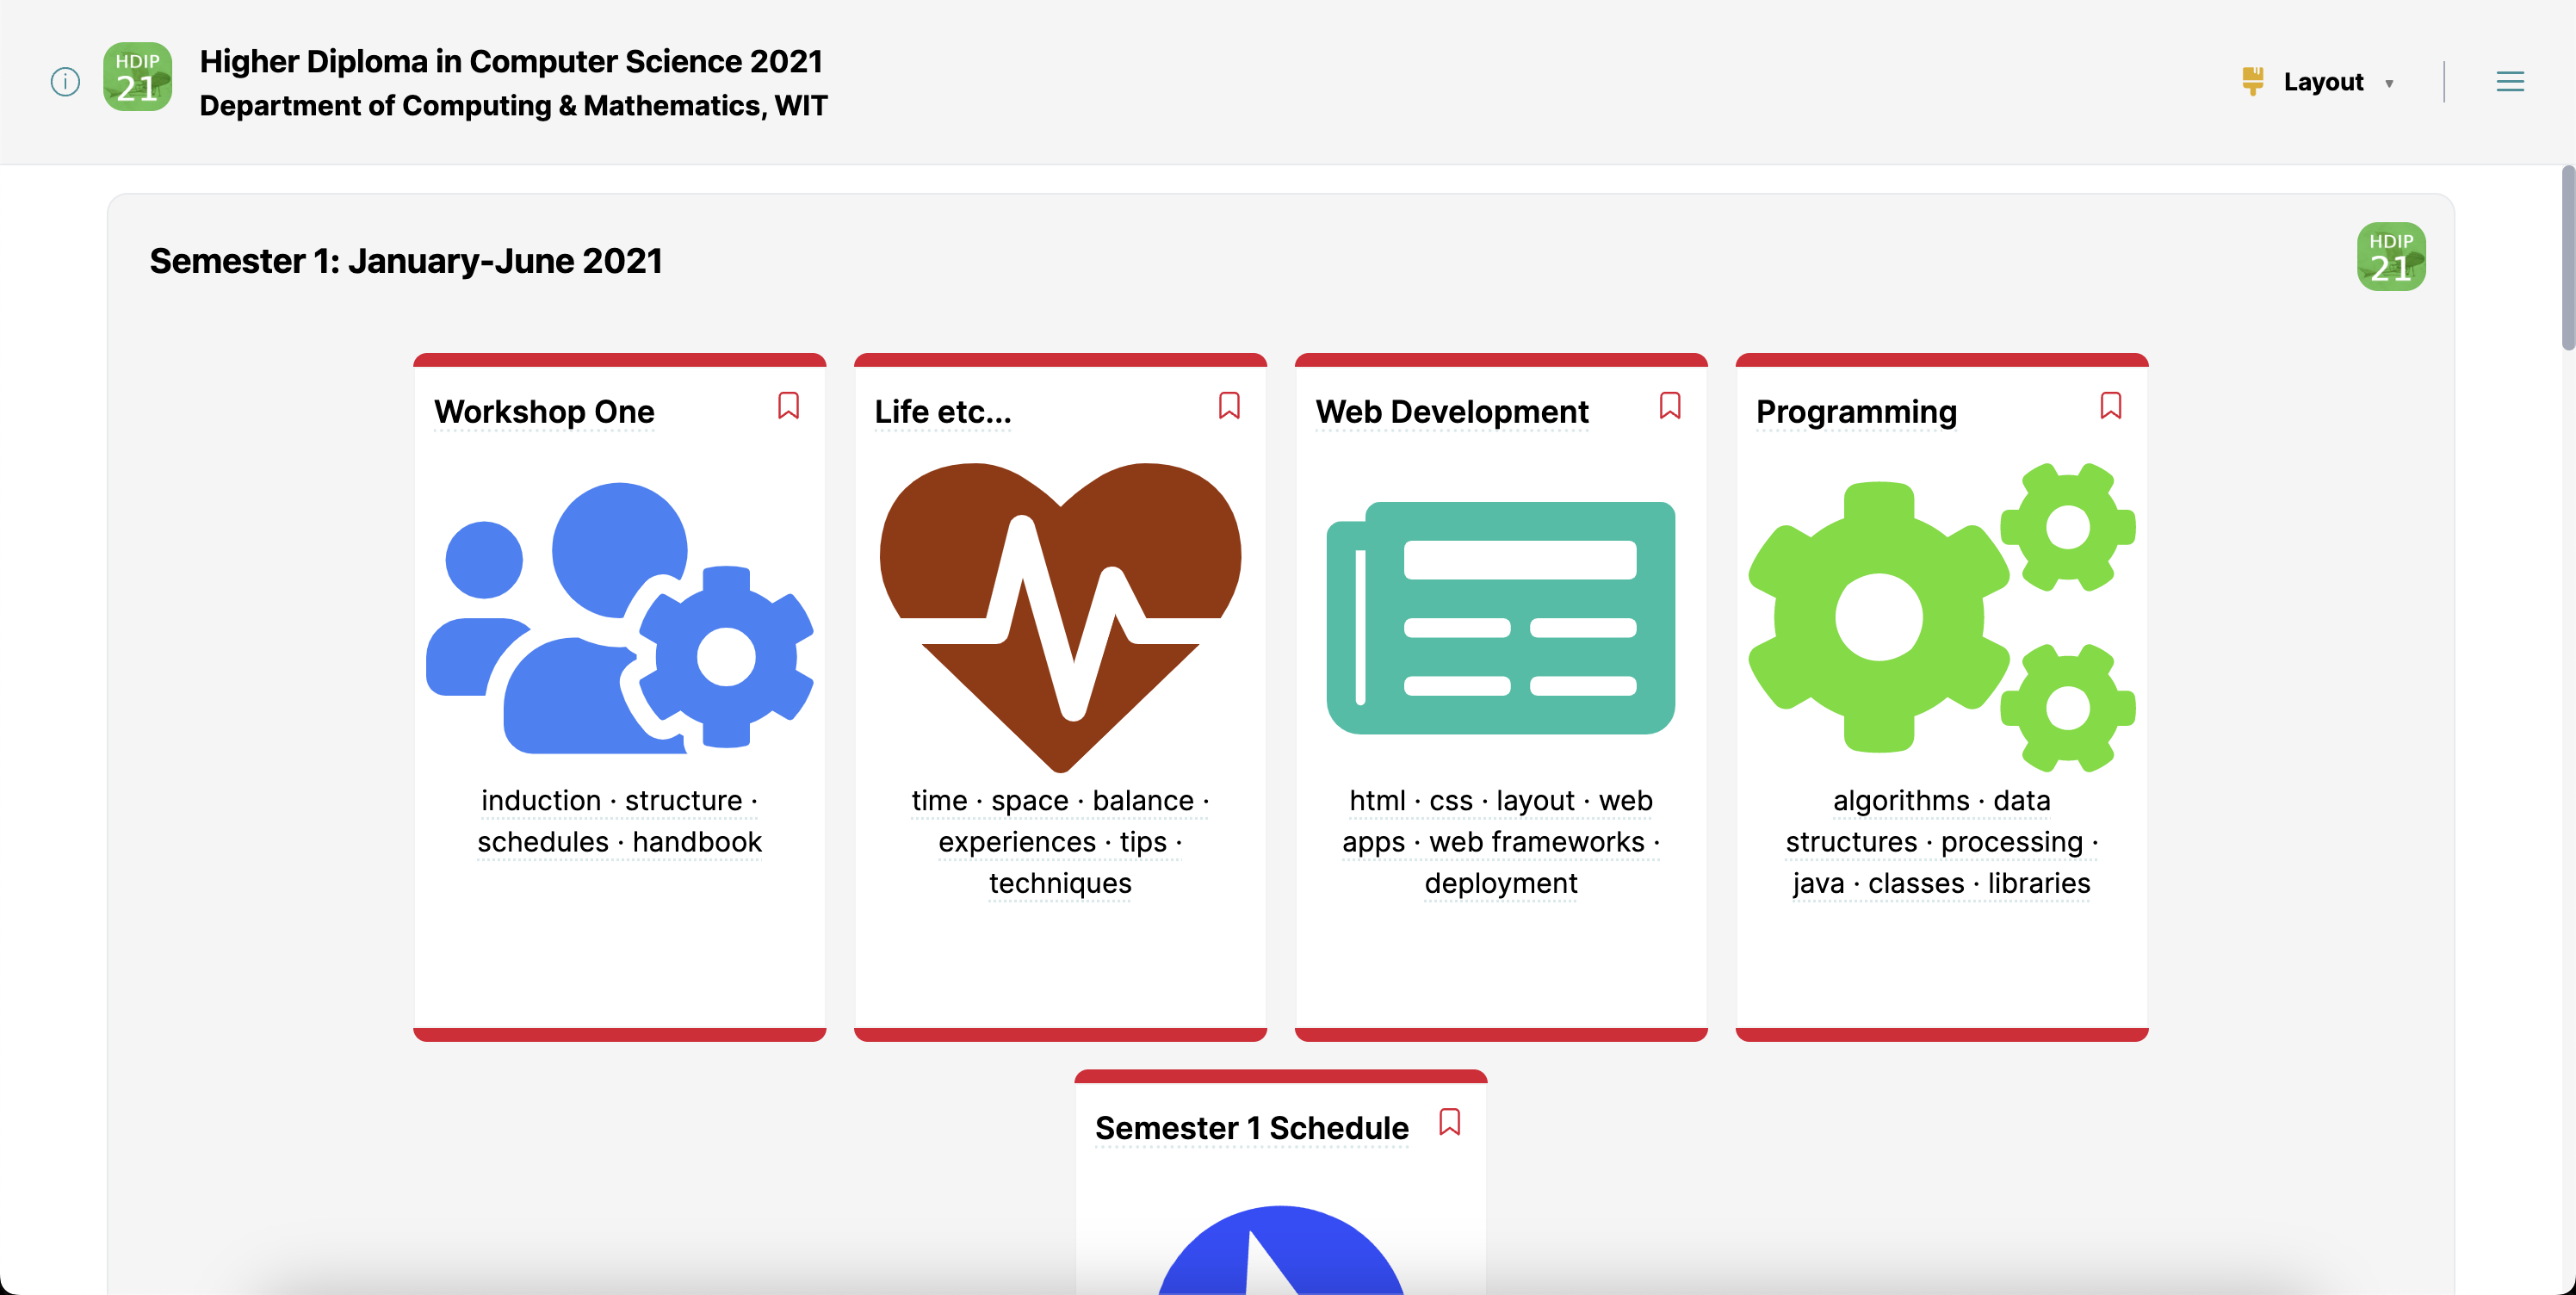 HDIP
21
Higher Diploma in Computer Science 2021
Department of Computing & Mathematics, WIT
Layout
Semester 1: January-June 2021
HDIP
21
Workshop One
induction · structure ·
schedules · handbook
Life etc...
time · space · balance ·
experiences · tips ·
techniques
Web Development
html · css · layout · web
apps · web frameworks ·
deployment
Programming
algorithms · data
structures · processing ·
java · classes · libraries
Semester 1 Schedule